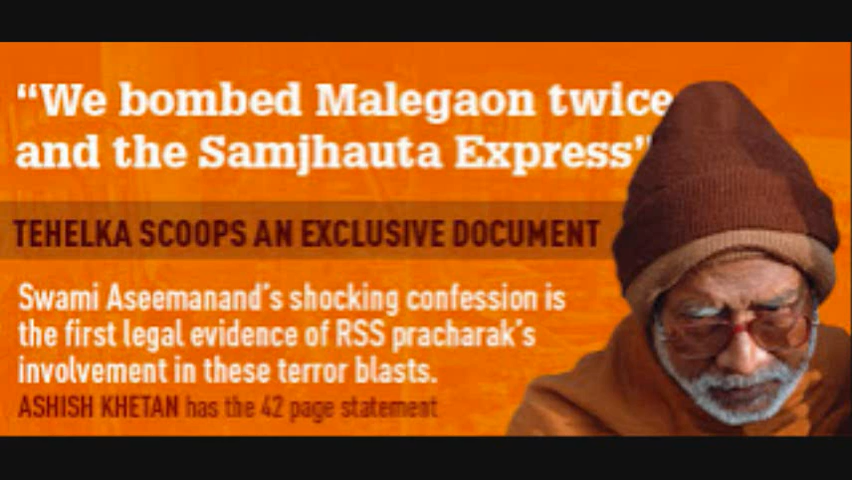 “We bombed Malegaon twice
and the Samjhauta Express”
TEHELKA SCOOPS AN EXCLUSIVE DOCUMENT
Swami Aseemanand’s shocking confession is
the first legal evidence of RSS pracharak’s
involvement in these terror blasts.
ASHISH KHETAN has the 42 page statement